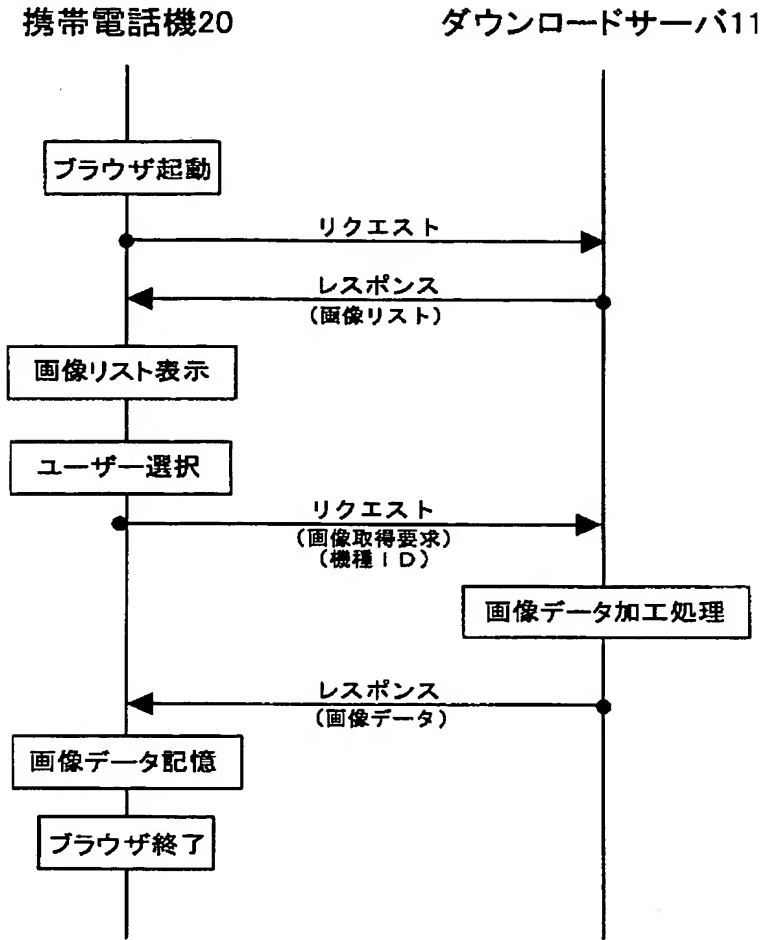 携帯電話機20
ダウンロードサーバ11
ブラウザ起動
リクエスト
レスポンス
(画像リスト)
画像リスト表示
ユーザー選択
リクエスト
(画像取得要求)
(機種ID)
画像データ加工処理
レスポンス
(画像データ)
画像データ記憶
ブラウザ終了